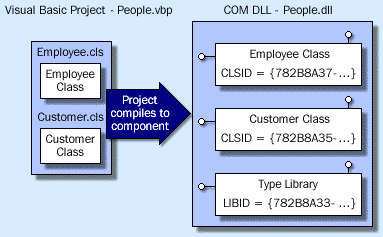 Visual Basic Project - People.vbp
Employee.cls
Employee
Class
Customer.cls
Customer
Class
Project
compiles to
component
COM DLL - People.dll
Employee Class
CLSID = {782B8A37-...}
Customer Class
CLSID = {782B8A35-...}
Type Library
LIBID = {782B8A33-...}